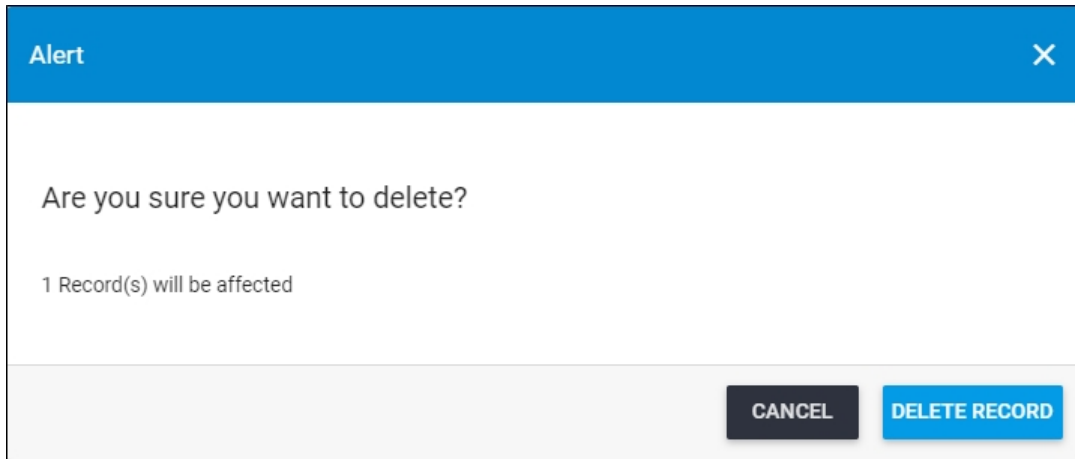 Alert
Are you sure you want to delete?
1 Record(s) will be affected
CANCEL
DELETE RECORD